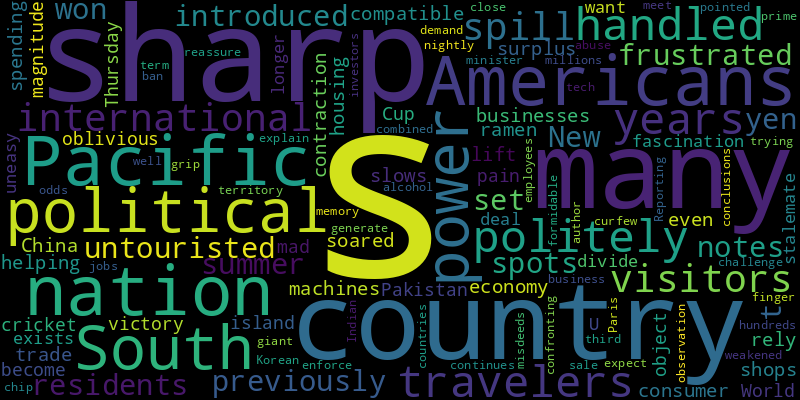 spending
magnitude
won
Thursday
sharp
introduced
compatible
close
spill
want
handled
meet
pointed
prime
term
ban
reassure
longer
investors
demand
nightly
surplus
minister
millions
abuse
frustrated
Americans
tech
international
contraction
housing
Cup
combined
businesses
years
yen
uneasy
oblivious
Pacific
well
grip
explain
ramen
New
fascination
trying
odds
territory
slows
alcohol
power
lift
pain
employees
many
Reporting
conclusions
stalemate
political
memory
generate
S
set
deal
formidable
author
curfew
even
China
untouristed
mad
soared
politely
notes
helping
jobs
summer
machines
Pakistan
economy
spots
divide
business
challenge
nation
visitors
finger
cricket
exists
victory
island
giant
Indian
country
countries
misdeeds
confronting
U
third
Paris
object
observation
t
hundreds
rely
trade
South
Korean
enforce
continues
sale
expect
weakened
become
chip
residents
previously
travelers
consumer
shops
World